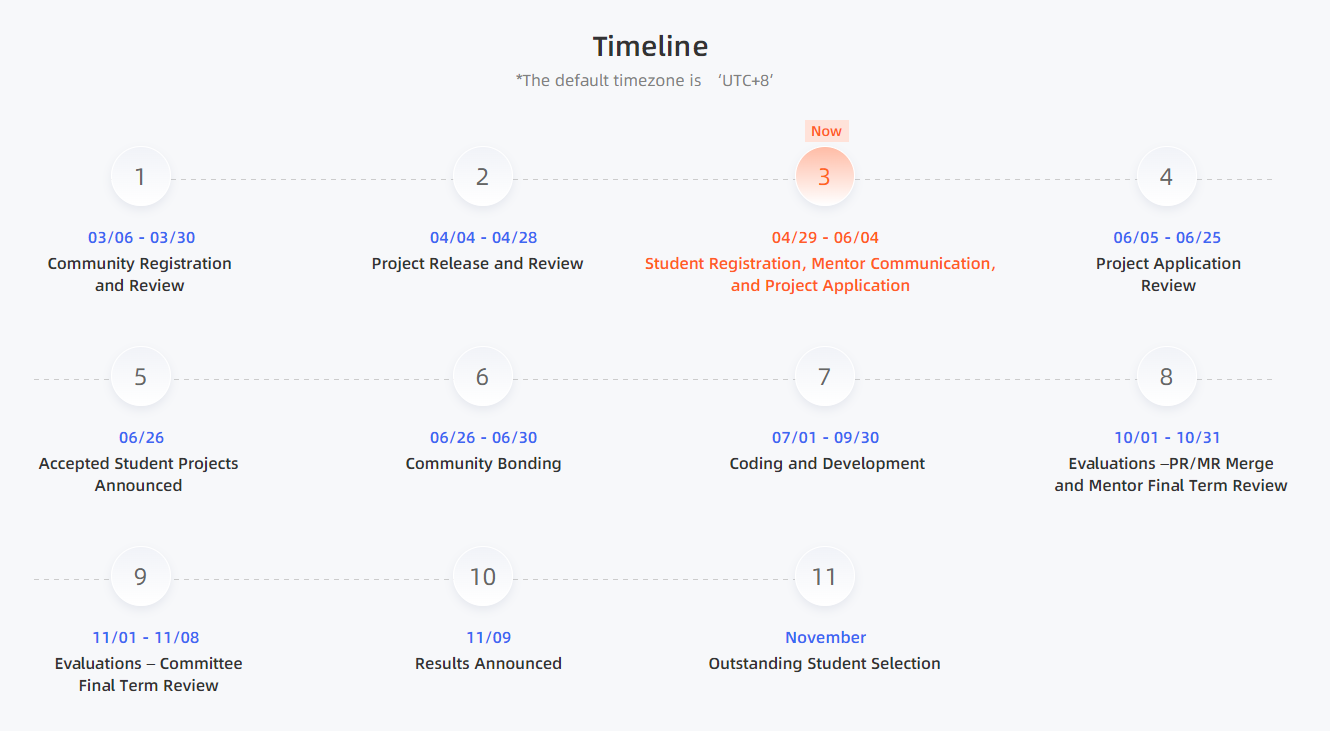 Timeline
*The default timezone is ‘UTC+8’
Now
1
2
3
4
03/06 - 03/30
04/04 - 04/28
04/29 - 06/04
06/05 - 06/25
Community Registration
and Review
Project Release and Review
Student Registration, Mentor Communication,
and Project Application
Project Application
Review
5
6
7
8
06/26
06/26 - 06/30
07/01 - 09/30
10/01 - 10/31
Accepted Student Projects
Announced
Community Bonding
Coding and Development
Evaluations –PR/MR Merge
and Mentor Final Term Review
9
10
11
11/01 - 11/08
11/09
November
Evaluations – Committee
Final Term Review
Results Announced
Outstanding Student Selection